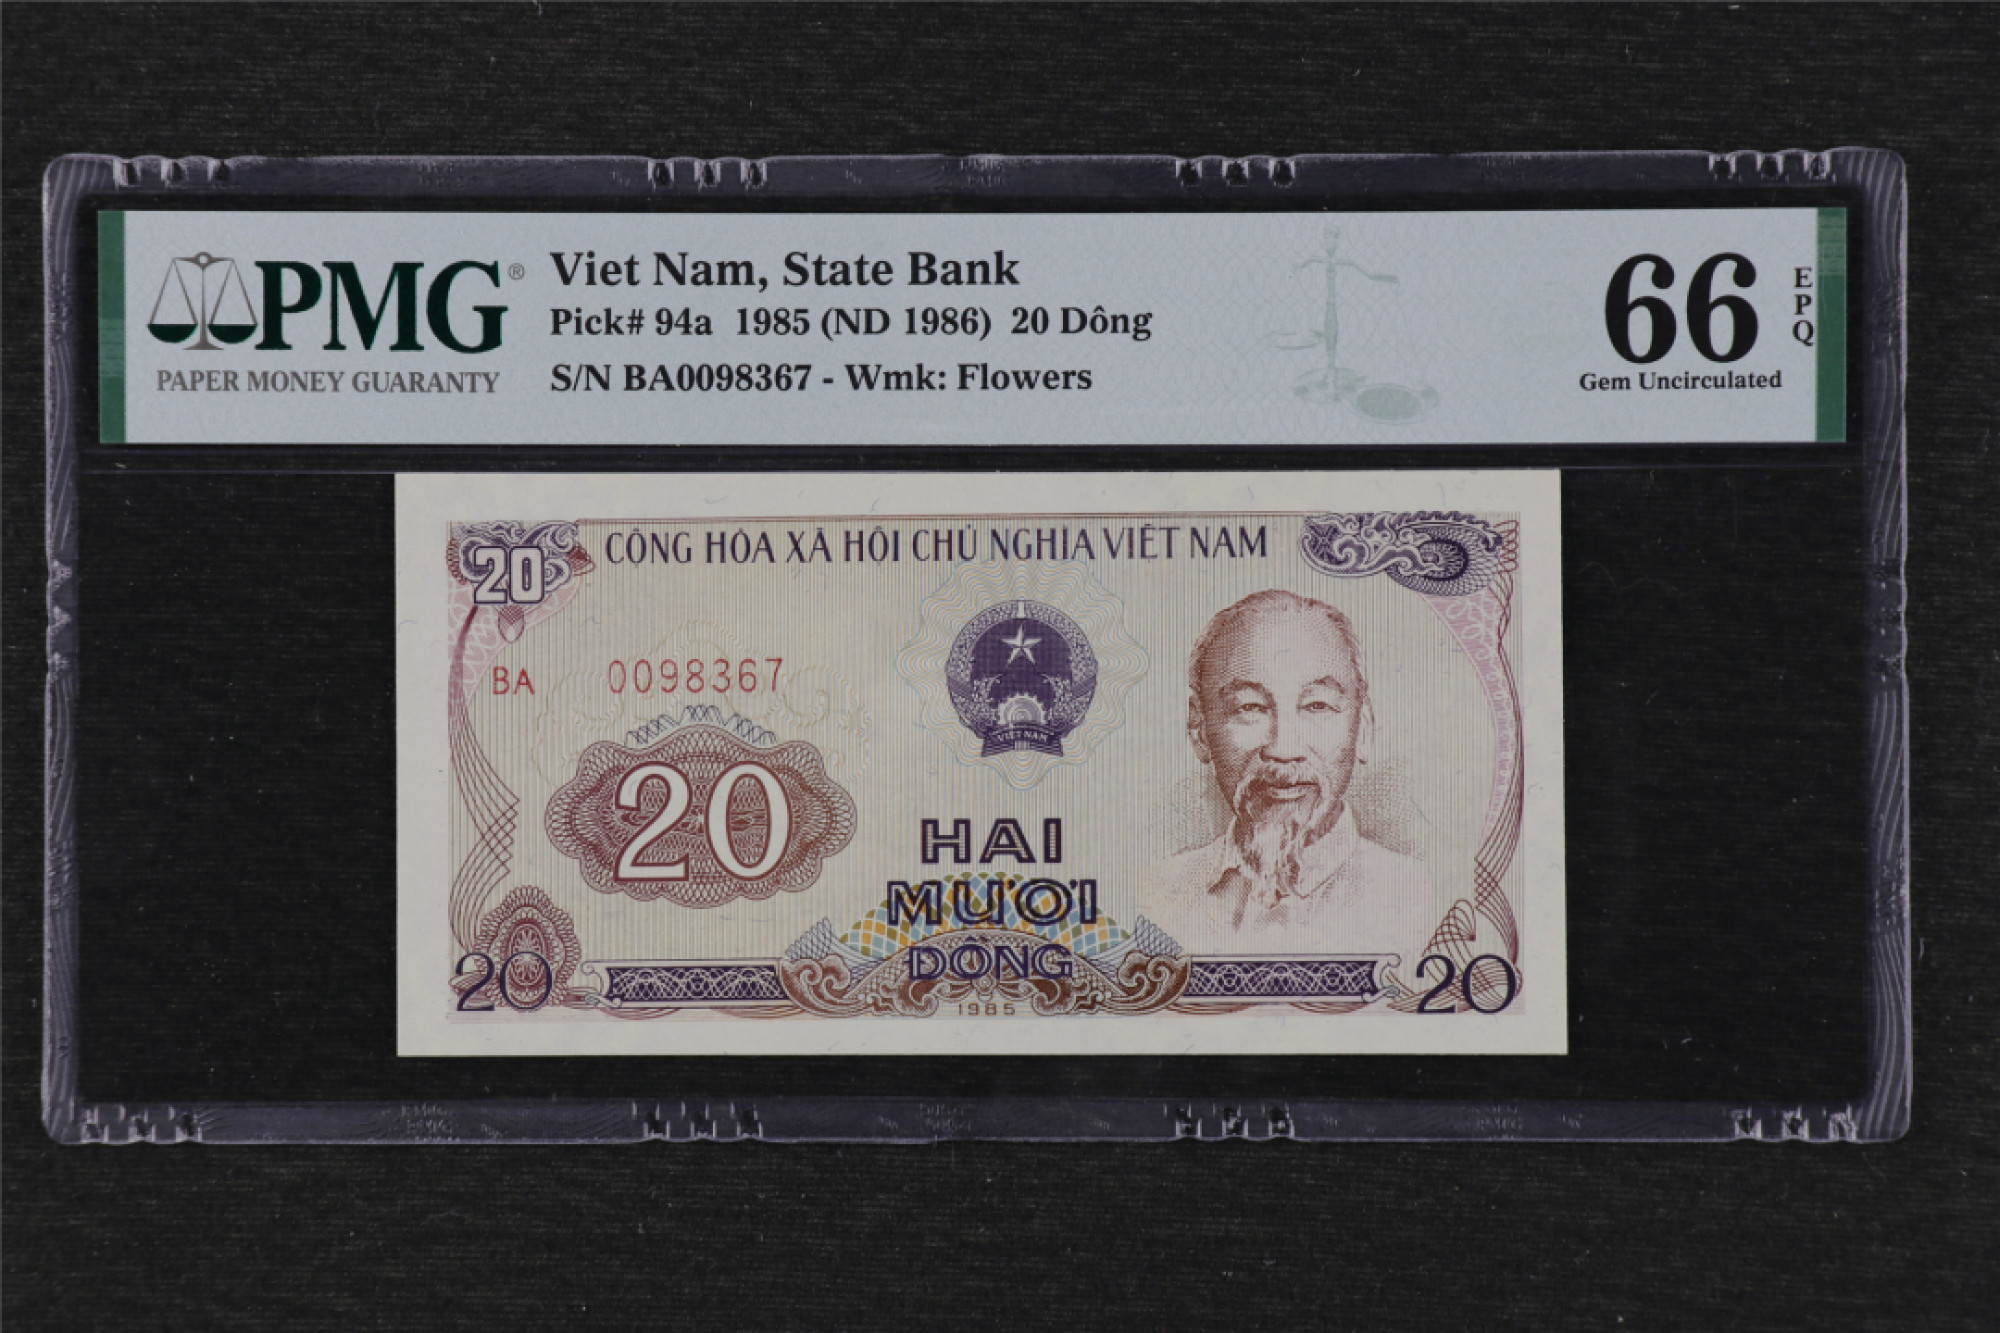 PMG®
PAPER MONEY GUARANTY
Viet Nam, State Bank
Pick# 94a 1985 (ND 1986) 20 Dông
S/N BA0098367 - Wmk: Flowers
66 EPQ
Gem Uncirculated
20 CỘNG HÒA XÃ HỘI CHỦ NGHĨA VIỆT NAM
BA 0098367
VIỆT NAM
20
HAI
MƯƠI
ĐỒNG
20 1985 20